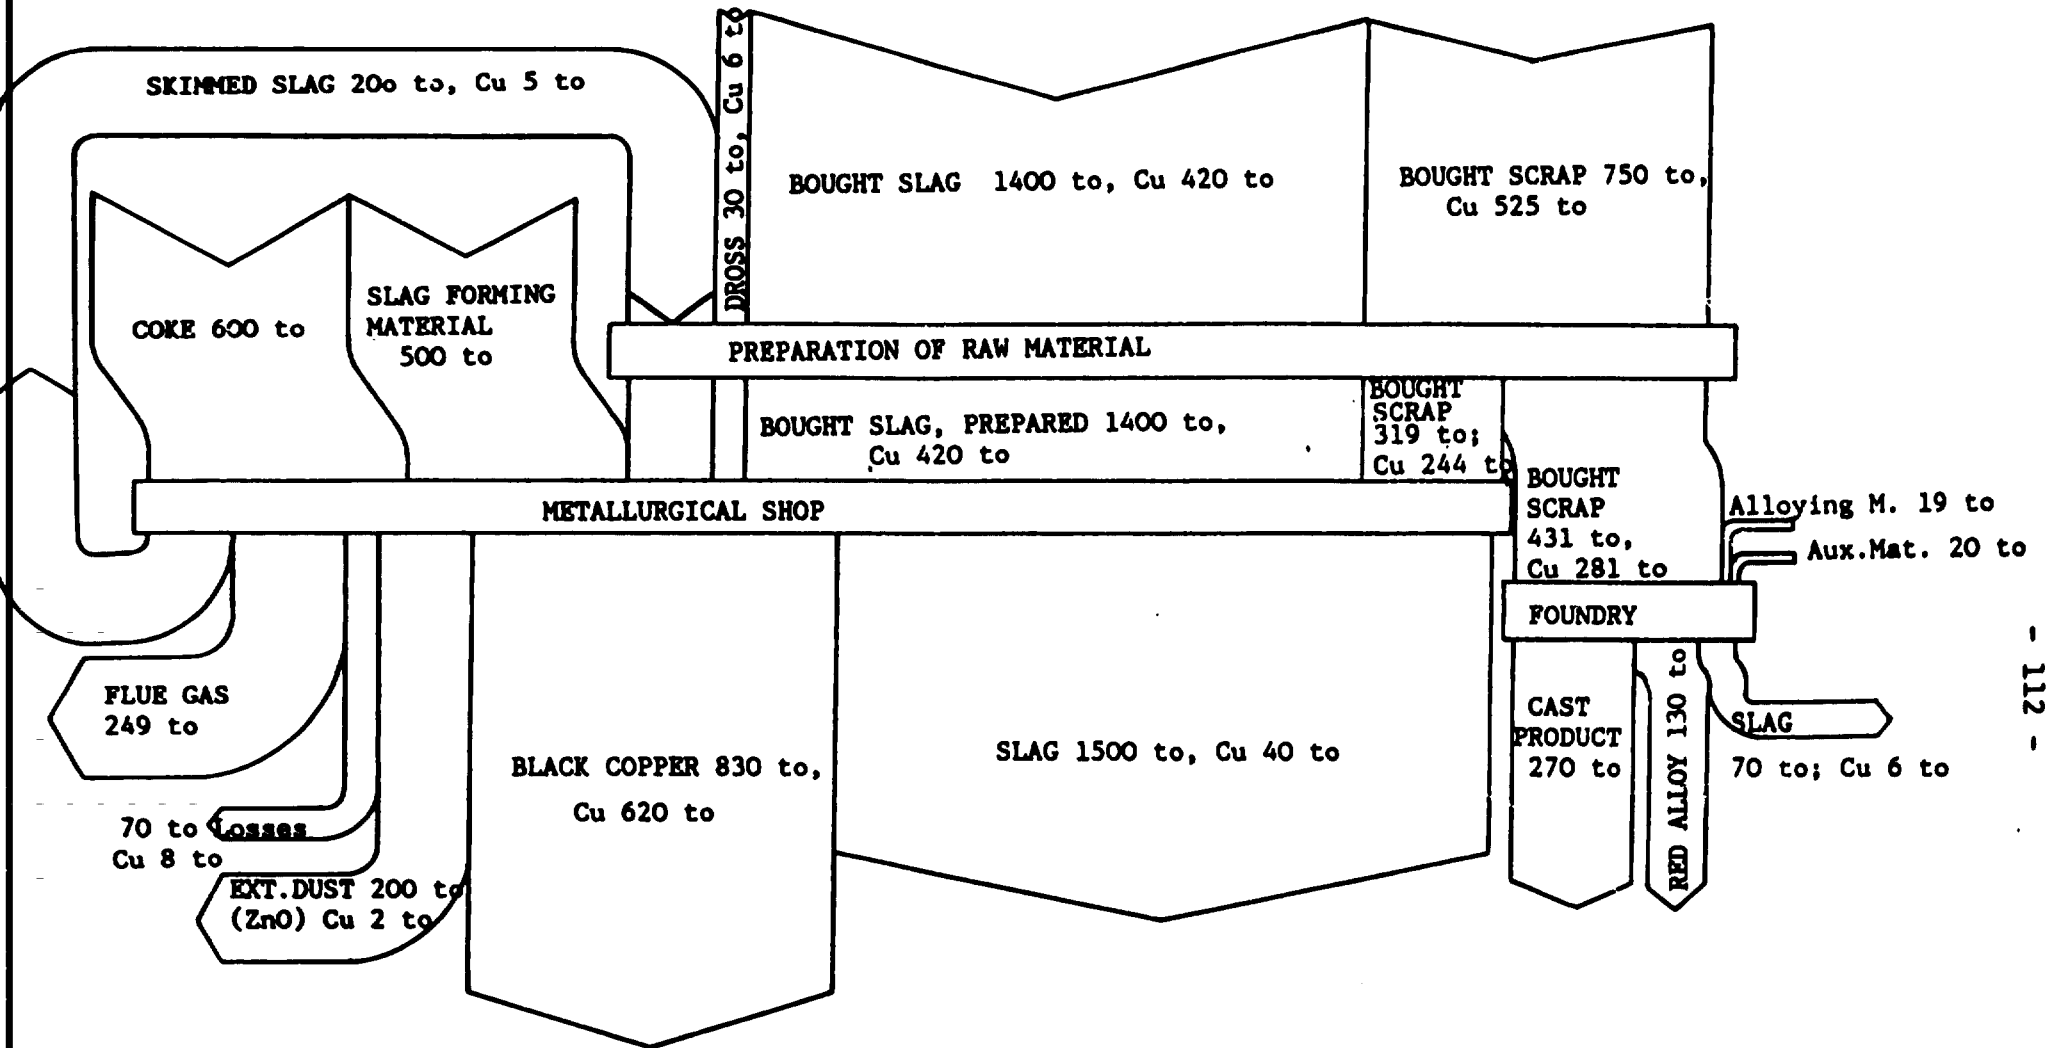 SKIMMED SLAG 200 to, Cu 5 to
DROSS 30 to, Cu 6 to
BOUGHT SLAG 1400 to, Cu 420 to
BOUGHT SCRAP 750 to,
Cu 525 to
COKE 600 to
SLAG FORMING
MATERIAL
500 to
PREPARATION OF RAW MATERIAL
BOUGHT SLAG, PREPARED 1400 to,
Cu 420 to
BOUGHT
SCRAP
319 to;
Cu 244 to
METALLURGICAL SHOP
BOUGHT
SCRAP
431 to,
Cu 281 to
Alloying M. 19 to
Aux.Mat. 20 to
FOUNDRY
FLUE GAS
249 to
70 to Losses
Cu 8 to
EXT.DUST 200 to
(ZnO) Cu 2 to
BLACK COPPER 830 to,
Cu 620 to
SLAG 1500 to, Cu 40 to
CAST
PRODUCT
270 to
RED ALLOY 130 to
SLAG
70 to; Cu 6 to
- 112 -